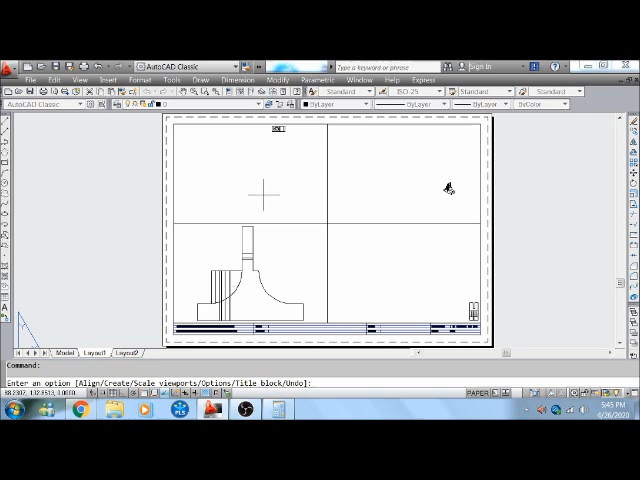 AutoCAD Classic
Type a keyword or phrase
Sign In
File Edit View Insert Format Tools Draw Dimension Modify Parametric Window Help Express
Standard ISO-25 Standard Standard
AutoCAD Classic 0 ByLayer ByLayer ByLayer ByColor
Model Layout1 Layout2
Command:
Enter an option [Align/Create/Scale viewports/Options/Title block/Undo]:
PAPER
5:45 PM
4/26/2020